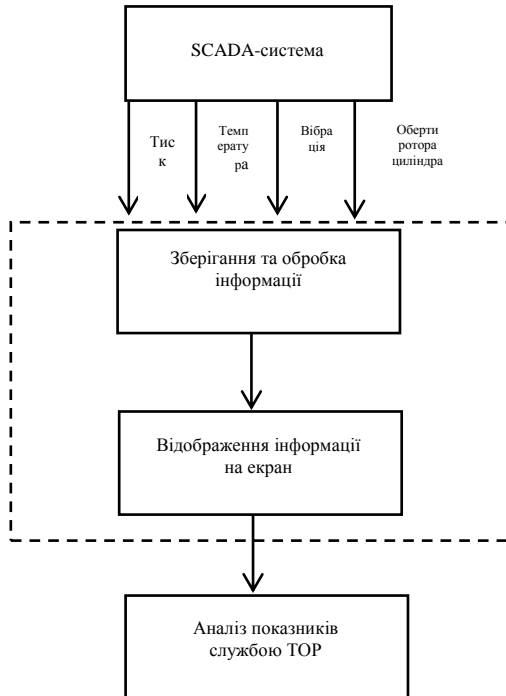 SCADA-система
Тис
к
Темп
ерату
ра
Вібра
ція
Оберти
ротора
циліндра
Зберігання та обробка
інформації
Відображення інформації
на екран
Аналіз показників
службою ТОР